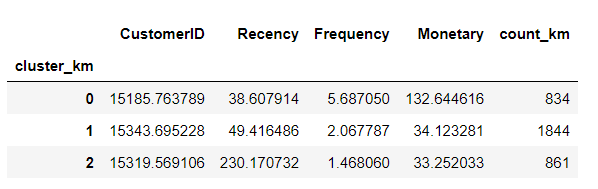 CustomerID Recency Frequency Monetary count_km
cluster_km
0 15185.763789 38.607914 5.687050 132.644616 834
1 15343.695228 49.416486 2.067787 34.123281 1844
2 15319.569106 230.170732 1.468060 33.252033 861